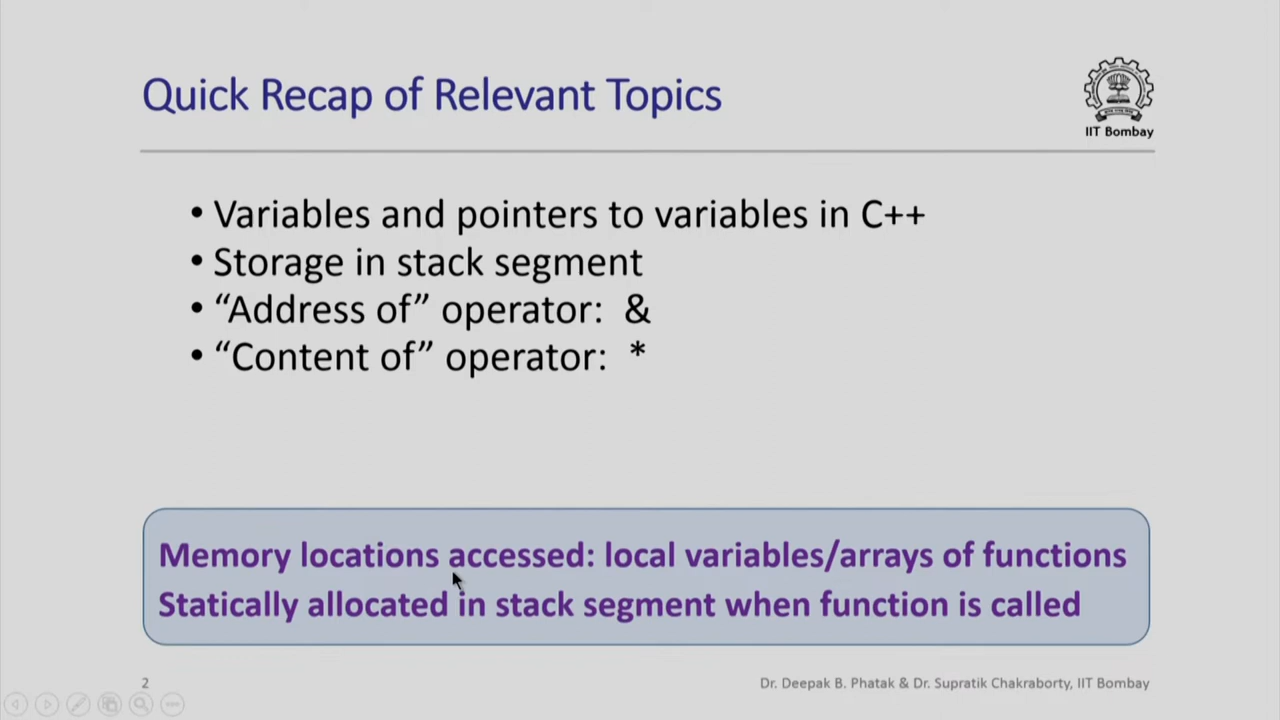 Quick Recap of Relevant Topics
IIT Bombay
• Variables and pointers to variables in C++
• Storage in stack segment
• “Address of” operator: &
• “Content of” operator: *
Memory locations accessed: local variables/arrays of functions
Statically allocated in stack segment when function is called
2
Dr. Deepak B. Phatak & Dr. Supratik Chakraborty, IIT Bombay